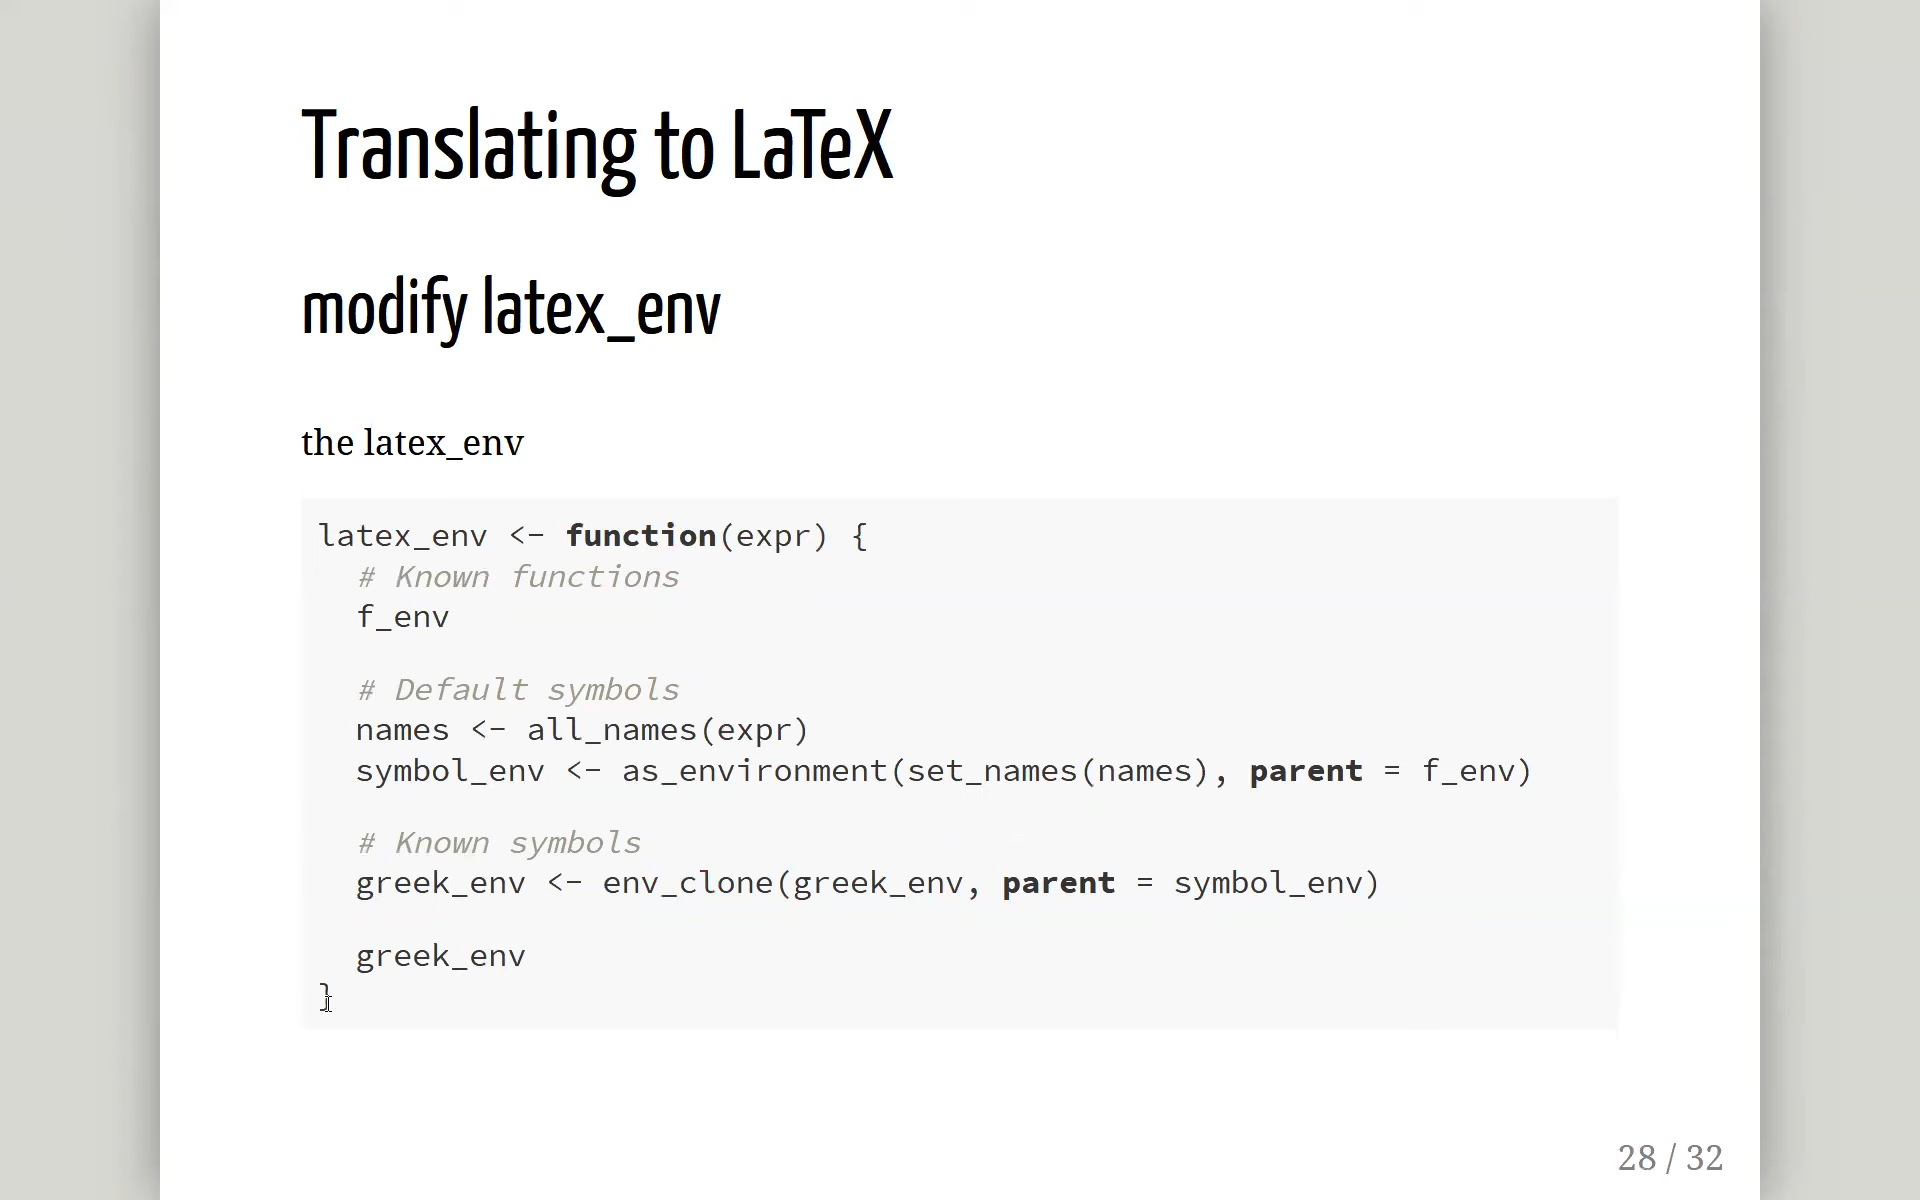 Translating to LaTeX
modify latex_env
the latex_env
latex_env <- function(expr) {
  # Known functions
  f_env
  # Default symbols
  names <- all_names(expr)
  symbol_env <- as_environment(set_names(names), parent = f_env)
  # Known symbols
  greek_env <- env_clone(greek_env, parent = symbol_env)
  greek_env
}
28 / 32